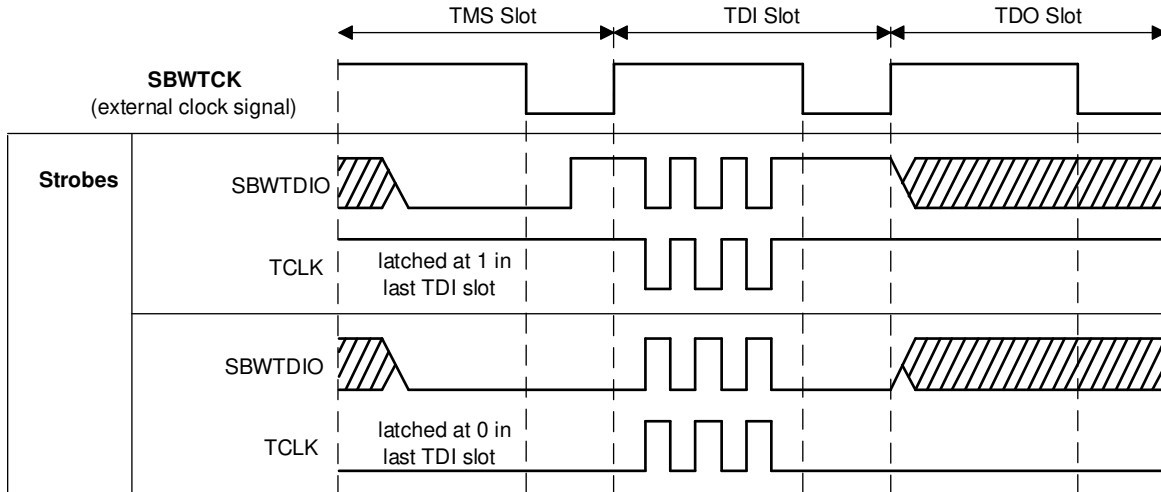 TMS Slot
TDI Slot
TDO Slot
SBWTCK
(external clock signal)
Strobes
SBWTDIO
TCLK
latched at 1 in
last TDI slot
SBWTDIO
TCLK
latched at 0 in
last TDI slot